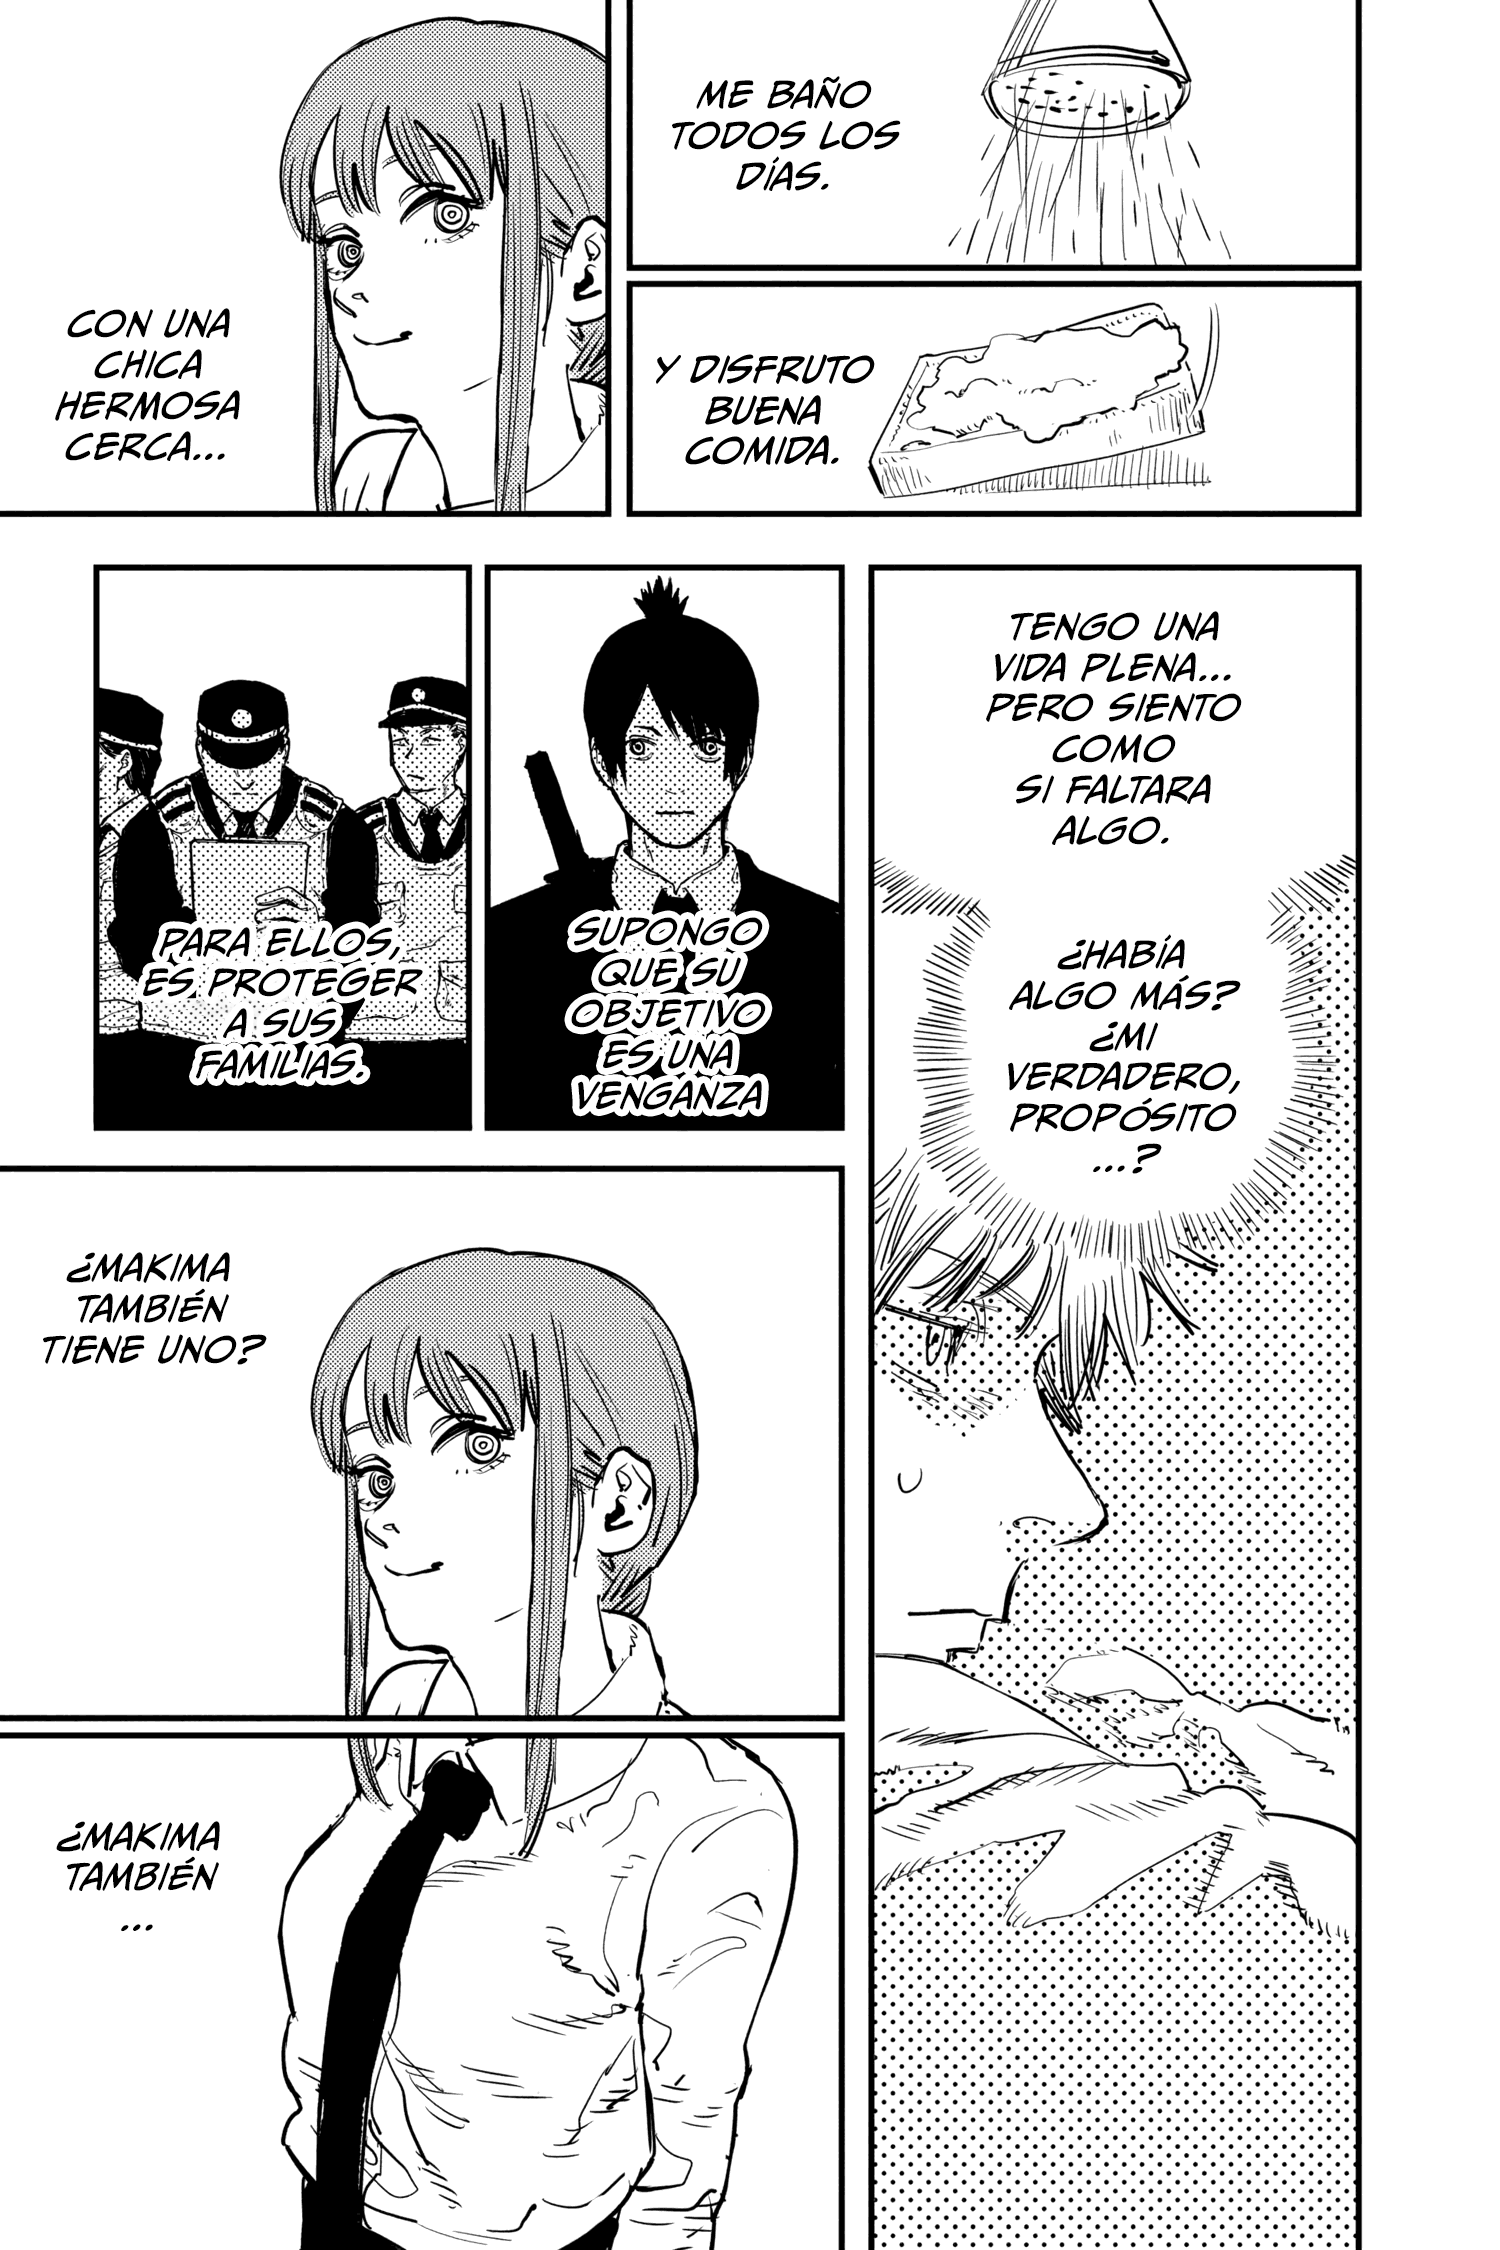 ME BAÑO
TODOS LOS
DÍAS.
Y DISFRUTO
BUENA
COMIDA.
CON UNA
CHICA
HERMOSA
CERCA...
TENGO UNA
VIDA PLENA...
PERO SIENTO
COMO
SI FALTARA
ALGO.
¿HABÍA
ALGO MÁS?
¿MI
VERDADERO,
PROPÓSITO
...?
SUPONGO
QUE SU
OBJETIVO
ES UNA
VENGANZA
PARA ELLOS,
ES PROTEGER
A SUS
FAMILIAS.
¿MAKIMA
TAMBIÉN
TIENE UNO?
¿MAKIMA
TAMBIÉN
...